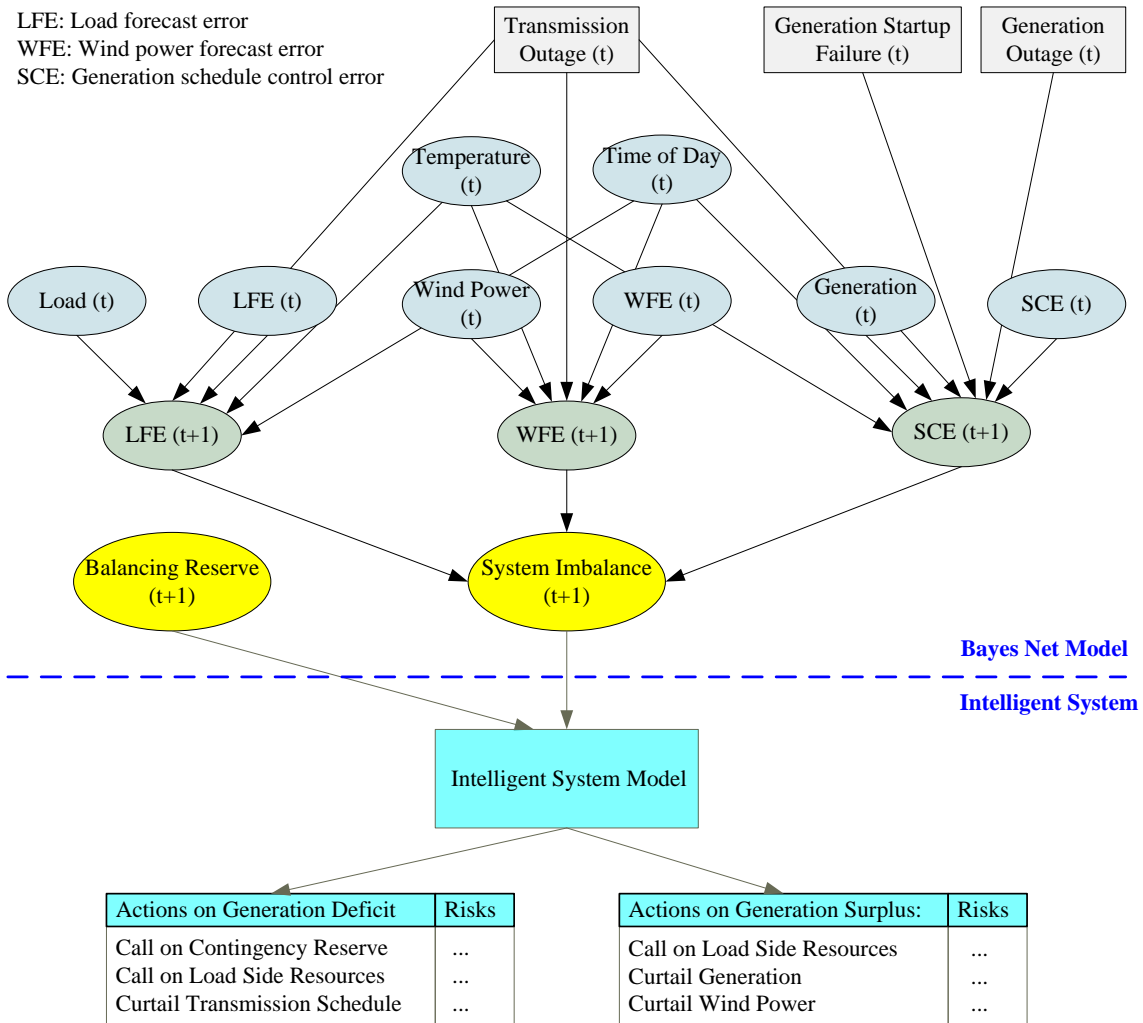 LFE: Load forecast error
WFE: Wind power forecast error
SCE: Generation schedule control error
Transmission
Outage (t)
Generation Startup
Failure (t)
Generation
Outage (t)
Temperature
(t)
Time of Day
(t)
Load (t)
LFE (t)
Wind Power
(t)
WFE (t)
Generation
(t)
SCE (t)
LFE (t+1)
WFE (t+1)
SCE (t+1)
Balancing Reserve
(t+1)
System Imbalance
(t+1)
Bayes Net Model
Intelligent System
Intelligent System Model
Actions on Generation Deficit Risks
Call on Contingency Reserve ...
Call on Load Side Resources ...
Curtail Transmission Schedule ...
Actions on Generation Surplus: Risks
Call on Load Side Resources ...
Curtail Generation ...
Curtail Wind Power ...